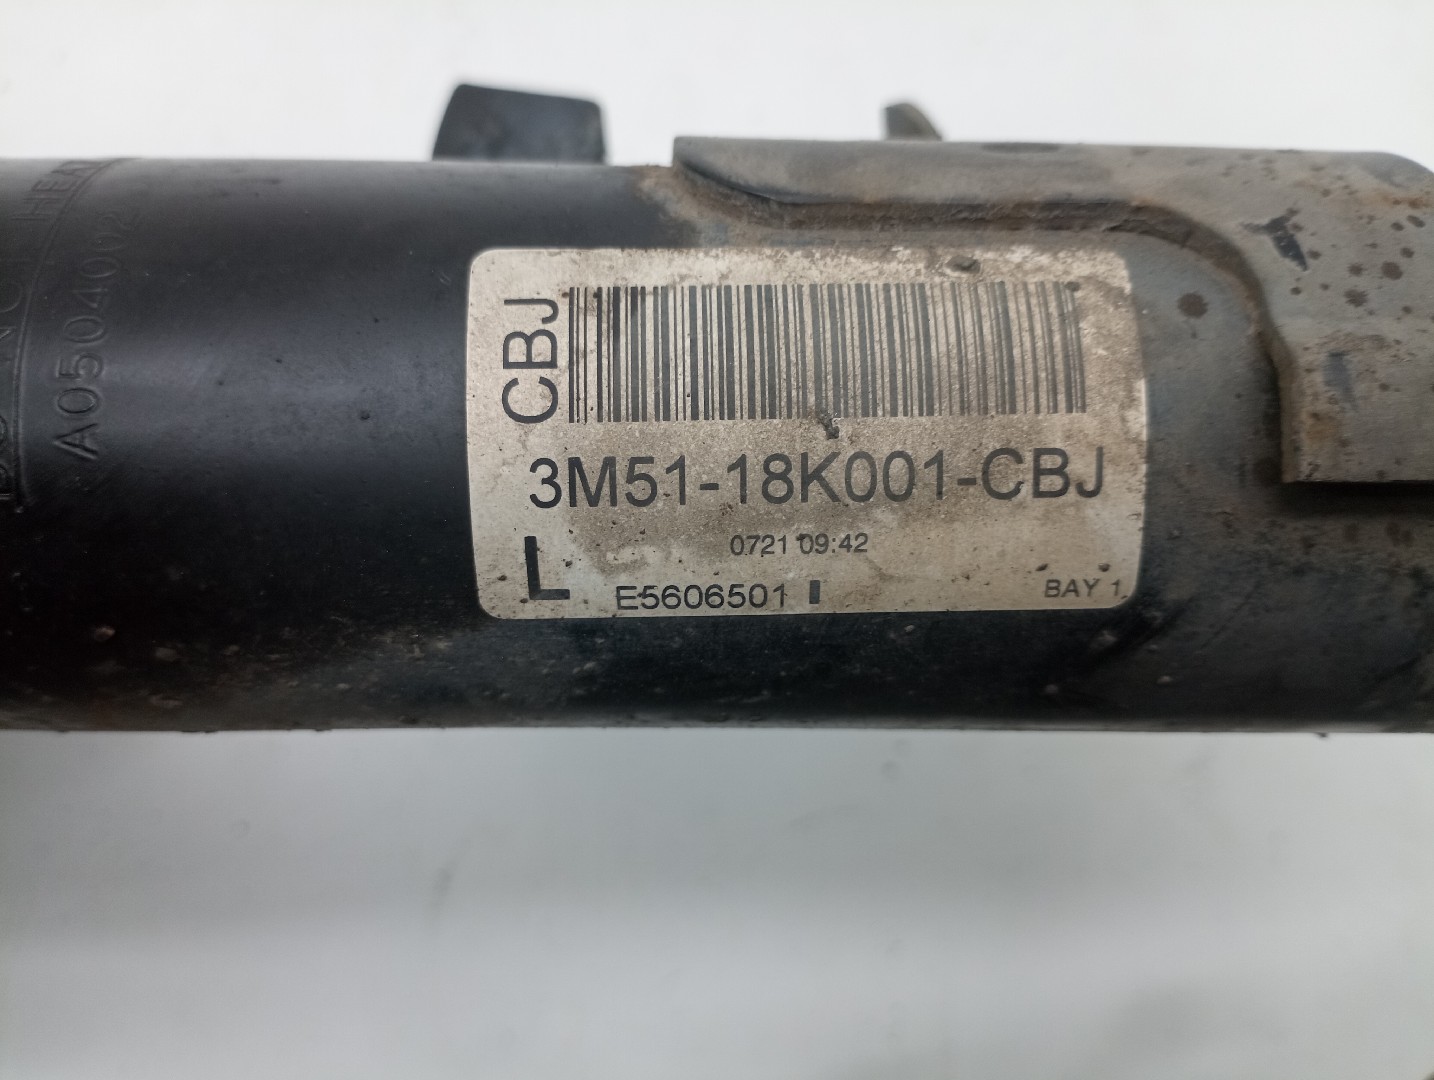 A0504002
CBJ
3M51-18K001-CBJ
0721 09:42
L
E5606501
BAY 1